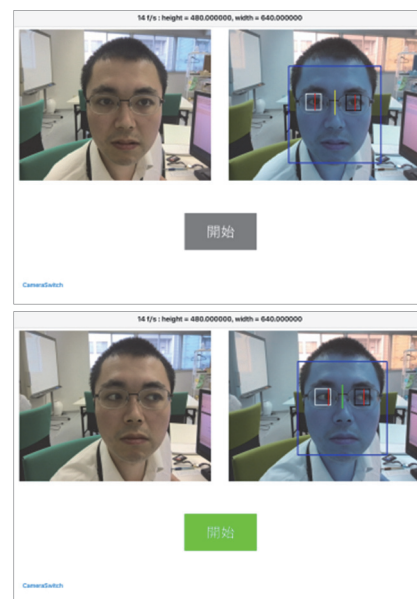 14 f/s : height = 480.000000, width = 640.000000
開始
CameraSwitch
14 f/s : height = 480.000000, width = 640.000000
開始
CameraSwitch